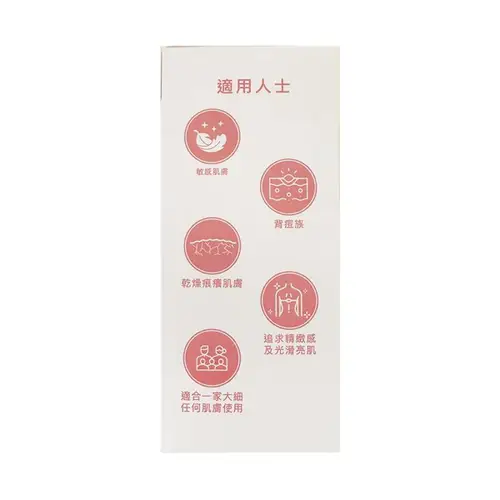 適用人士
敏感肌膚
背痘族
乾燥痕癢肌膚
追求精緻感
及光滑亮肌
適合一家大細
任何肌膚使用